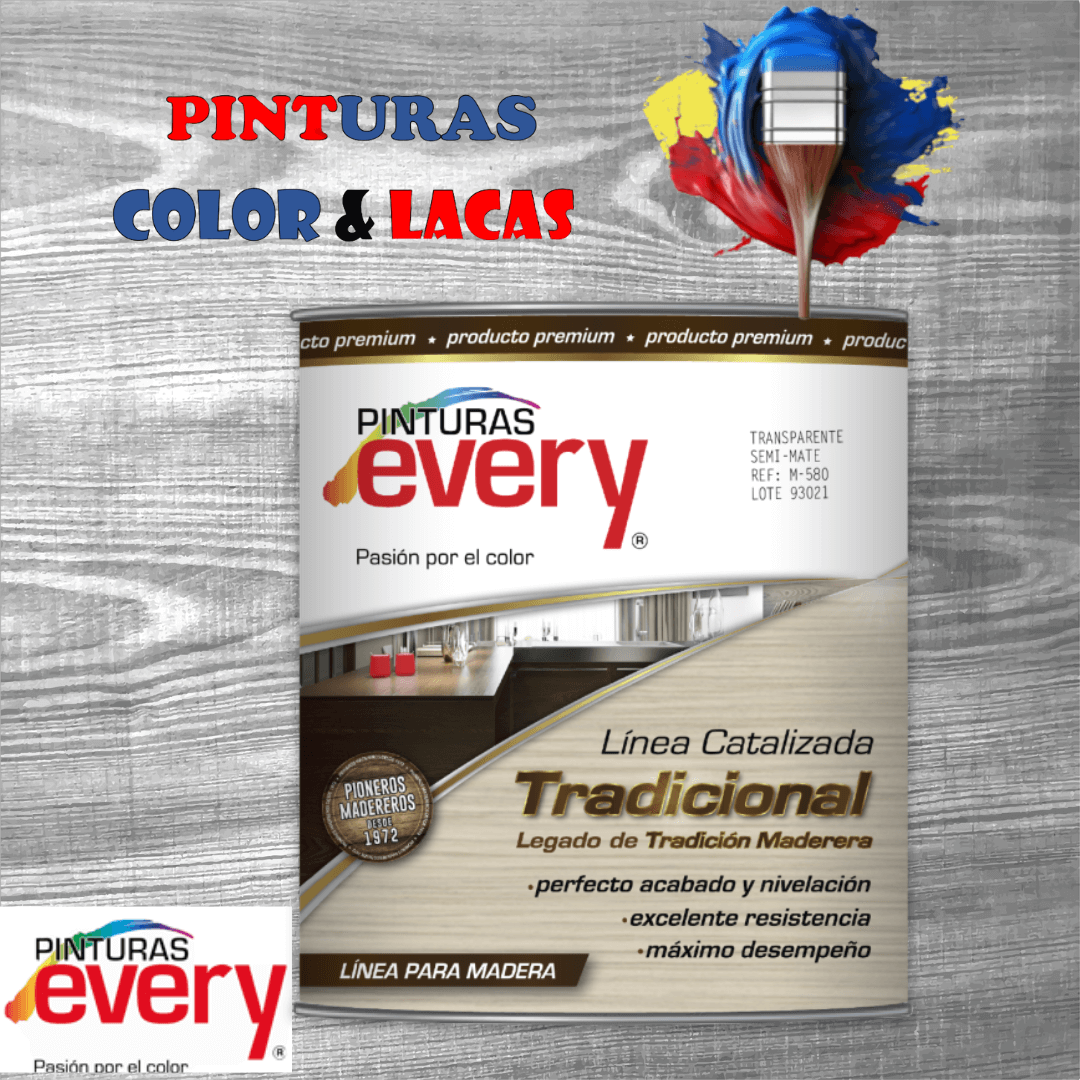 PINTURAS
COLOR & LACAS
cto premium ★ producto premium ★ producto premium ★ produc
PINTURAS
every
®
Pasión por el color
TRANSPARENTE
SEMI-MATE
REF: M-580
LOTE 93021
PIONEROS
MADEREROS
DESDE
1972
Línea Catalizada
Tradicional
Legado de Tradición Maderera
•perfecto acabado y nivelación
•excelente resistencia
•máximo desempeño
LÍNEA PARA MADERA
PINTURAS
every
®
Pasión por el color